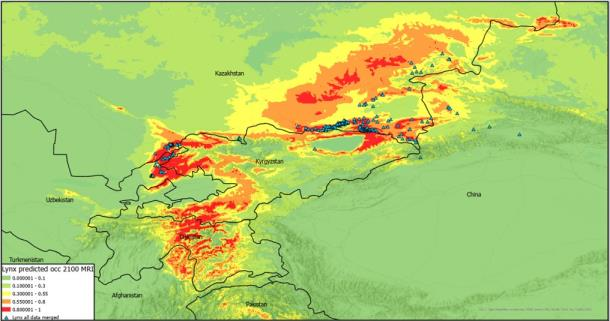 Kazakhstan
Kyrgyzstan
Uzbekistan
China
Turkmenistan
Afghanistan
Pakistan
Lynx predicted occ 2100 MRI
0.000001 - 0.1
0.100001 - 0.3
0.300001 - 0.55
0.550001 - 0.8
0.800001 - 1
Lynx all data merged